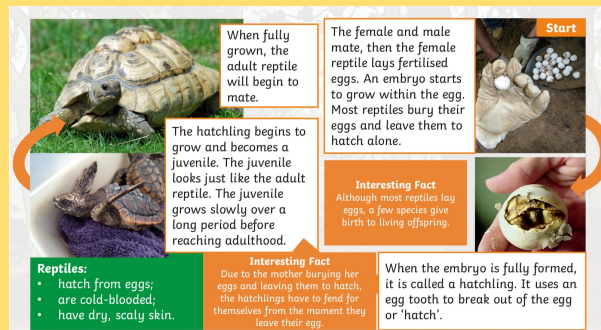 Start
The female and male
mate, then the female
reptile lays fertilised
eggs. An embryo starts
to grow within the egg.
Most reptiles bury their
eggs and leave them to
hatch alone.
Interesting Fact
Although most reptiles lay
eggs, a few species give
birth to living offspring.
When the embryo is fully formed,
it is called a hatchling. It uses an
egg tooth to break out of the egg
or ‘hatch’.
Interesting Fact
Due to the mother burying her
eggs and leaving them to hatch,
the hatchlings have to fend for
themselves from the moment they
leave their egg.
The hatchling begins to
grow and becomes a
juvenile. The juvenile
looks just like the adult
reptile. The juvenile
grows slowly over a
long period before
reaching adulthood.
When fully
grown, the
adult reptile
will begin to
mate.
Reptiles:
• hatch from eggs;
• are cold-blooded;
• have dry, scaly skin.